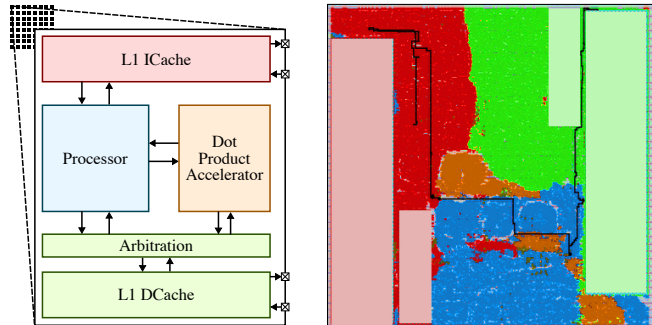 L1 ICache
Processor
Dot
Product
Accelerator
Arbitration
L1 DCache